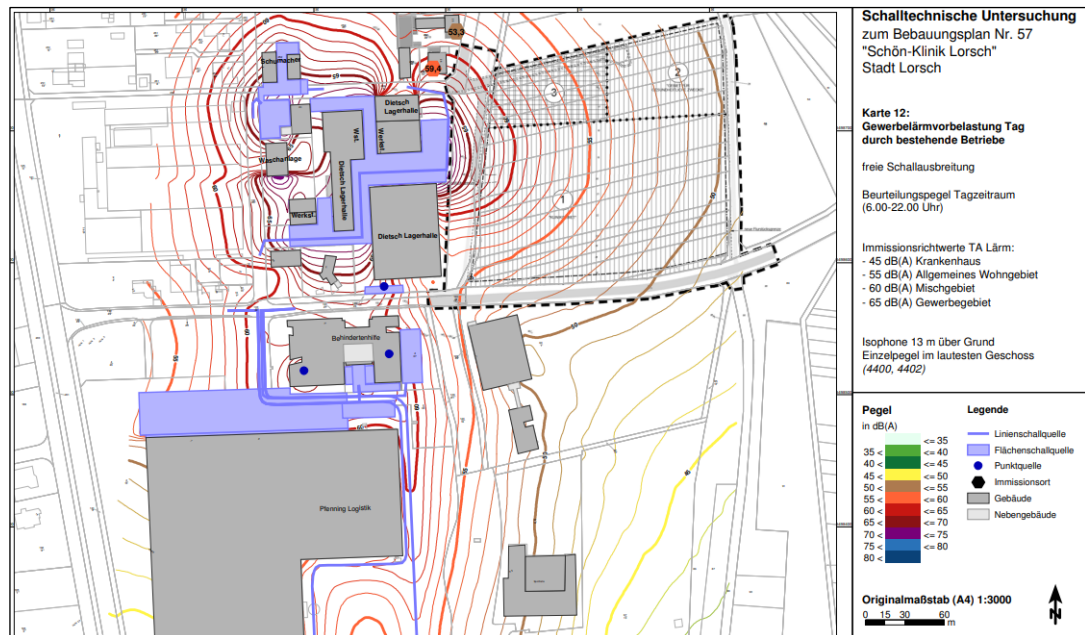 Schalltechnische Untersuchung
zum Bebauungsplan Nr. 57
"Schön-Klinik Lorsch"
Stadt Lorsch
Karte 12:
Gewerbelärmvorbelastung Tag
durch bestehende Betriebe
freie Schallausbreitung
Beurteilungspegel Tagzeitraum
(6.00-22.00 Uhr)
Immissionsrichtwerte TA Lärm:
- 45 dB(A) Krankenhaus
- 55 dB(A) Allgemeines Wohngebiet
- 60 dB(A) Mischgebiet
- 65 dB(A) Gewerbegebiet
Isophone 13 m über Grund
Einzelpegel im lautesten Geschoss
(4400, 4402)
Pegel
in dB(A)
<= 35
35 < <= 40
40 < <= 45
45 < <= 50
50 < <= 55
55 < <= 60
60 < <= 65
65 < <= 70
70 < <= 75
75 < <= 80
80 <
Legende
Linienschallquelle
Flächenschallquelle
Punktquelle
Immissionsort
Gebäude
Nebengebäude
Originalmaßstab (A4) 1:3000
0 15 30 60
m
N
53,3
59,4
Schumacher
Dietsch
Lagerhalle
Wst.
Werkst.
Waschanlage
Dietsch Lagerhalle
Werkst.
Dietsch Lagerhalle
Behindertenhilfe
Pfenning Logistik
1
2
3